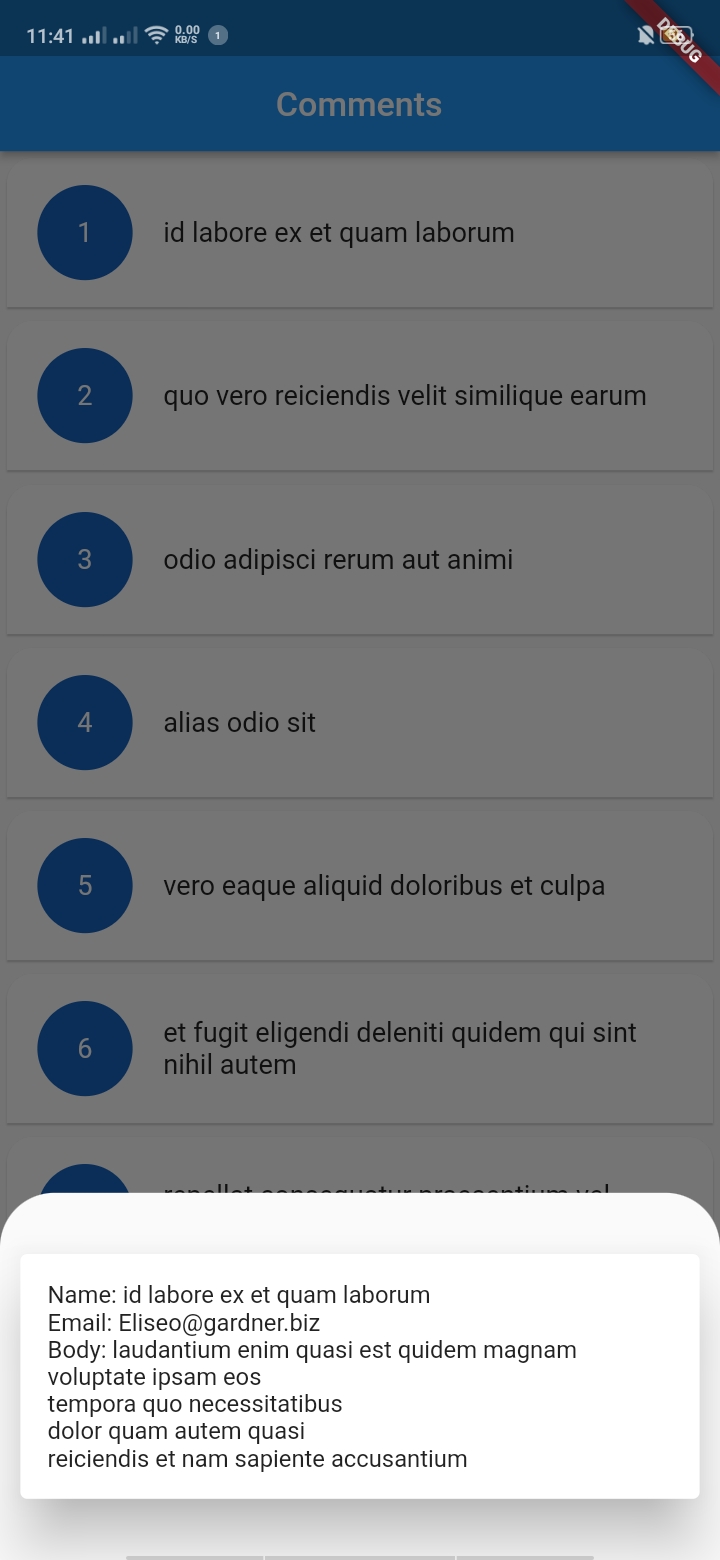 11:41
0.00
KB/S
1
DEBUG
Comments
1
id labore ex et quam laborum
2
quo vero reiciendis velit similique earum
3
odio adipisci rerum aut animi
4
alias odio sit
5
vero eaque aliquid doloribus et culpa
6
et fugit eligendi deleniti quidem qui sint
nihil autem
repellat consequatur praesentium vel
Name: id labore ex et quam laborum
Email: Eliseo@gardner.biz
Body: laudantium enim quasi est quidem magnam
voluptate ipsam eos
tempora quo necessitatibus
dolor quam autem quasi
reiciendis et nam sapiente accusantium